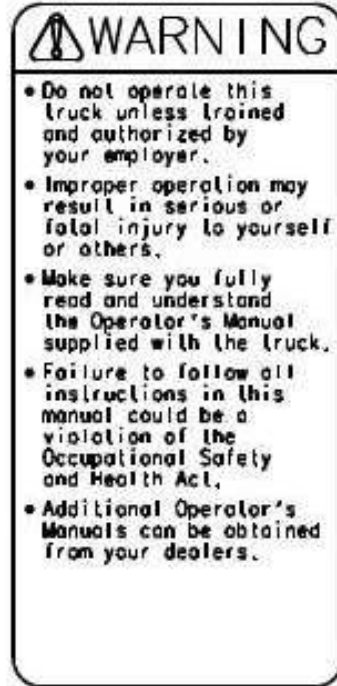 WARNING
• Do not operate this
truck unless trained
and authorized by
your employer.
• Improper operation may
result in serious or
fatal injury to yourself
or others.
• Make sure you fully
read and understand
the Operator's Manual
supplied with the truck.
• Failure to follow all
instructions in this
manual could be a
violation of the
Occupational Safety
and Health Act.
• Additional Operator's
Manuals can be obtained
from your dealers.